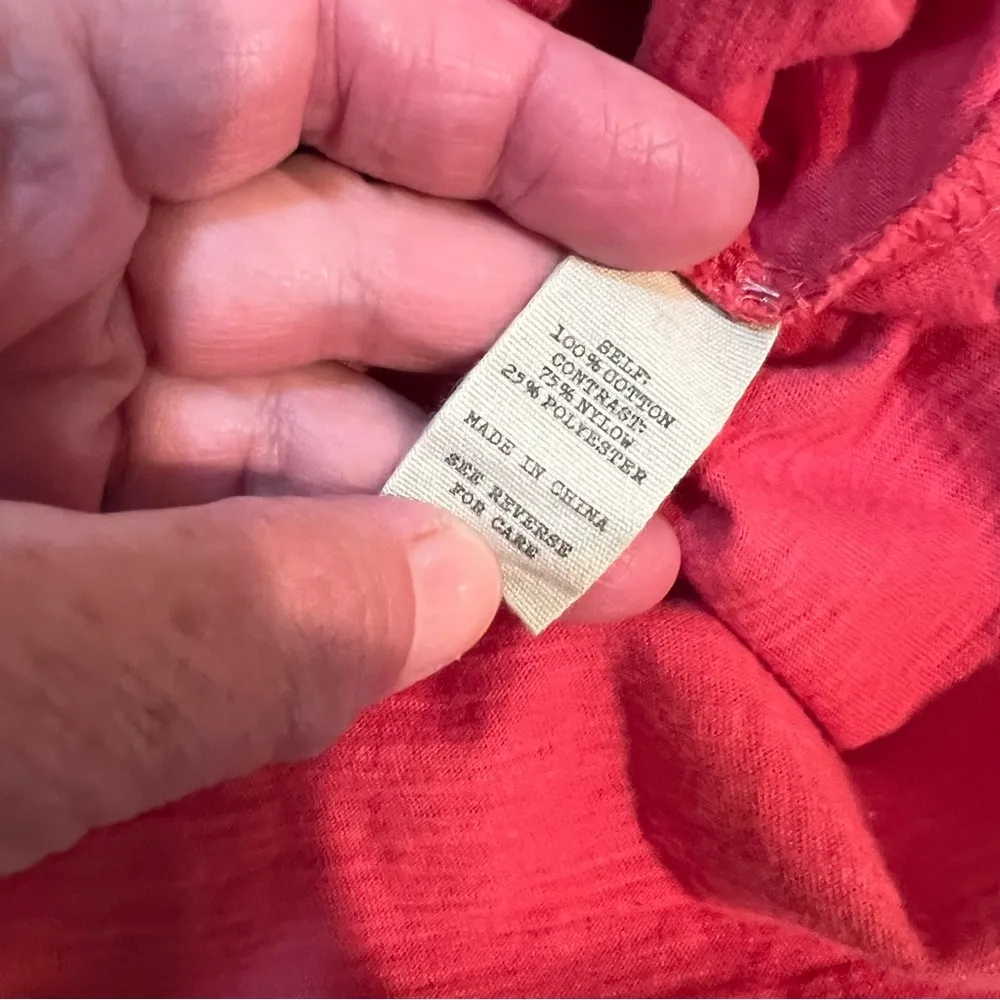 SELF:
100% COTTON
CONTRAST:
75% NYLON
25% POLYESTER
MADE IN CHINA
SEE REVERSE
FOR CARE